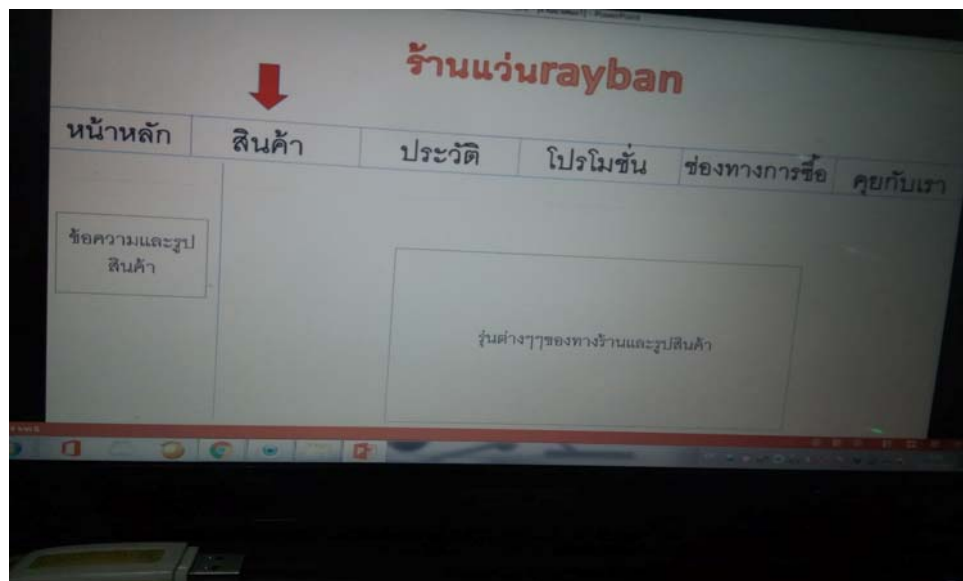 ร้านแว่นrayban
หน้าหลัก
สินค้า
ประวัติ
โปรโมชั่น
ช่องทางการซื้อ
คุยกับเรา
ข้อความและรูป
สินค้า
รุ่นต่างๆๆของทางร้านและรูปสินค้า